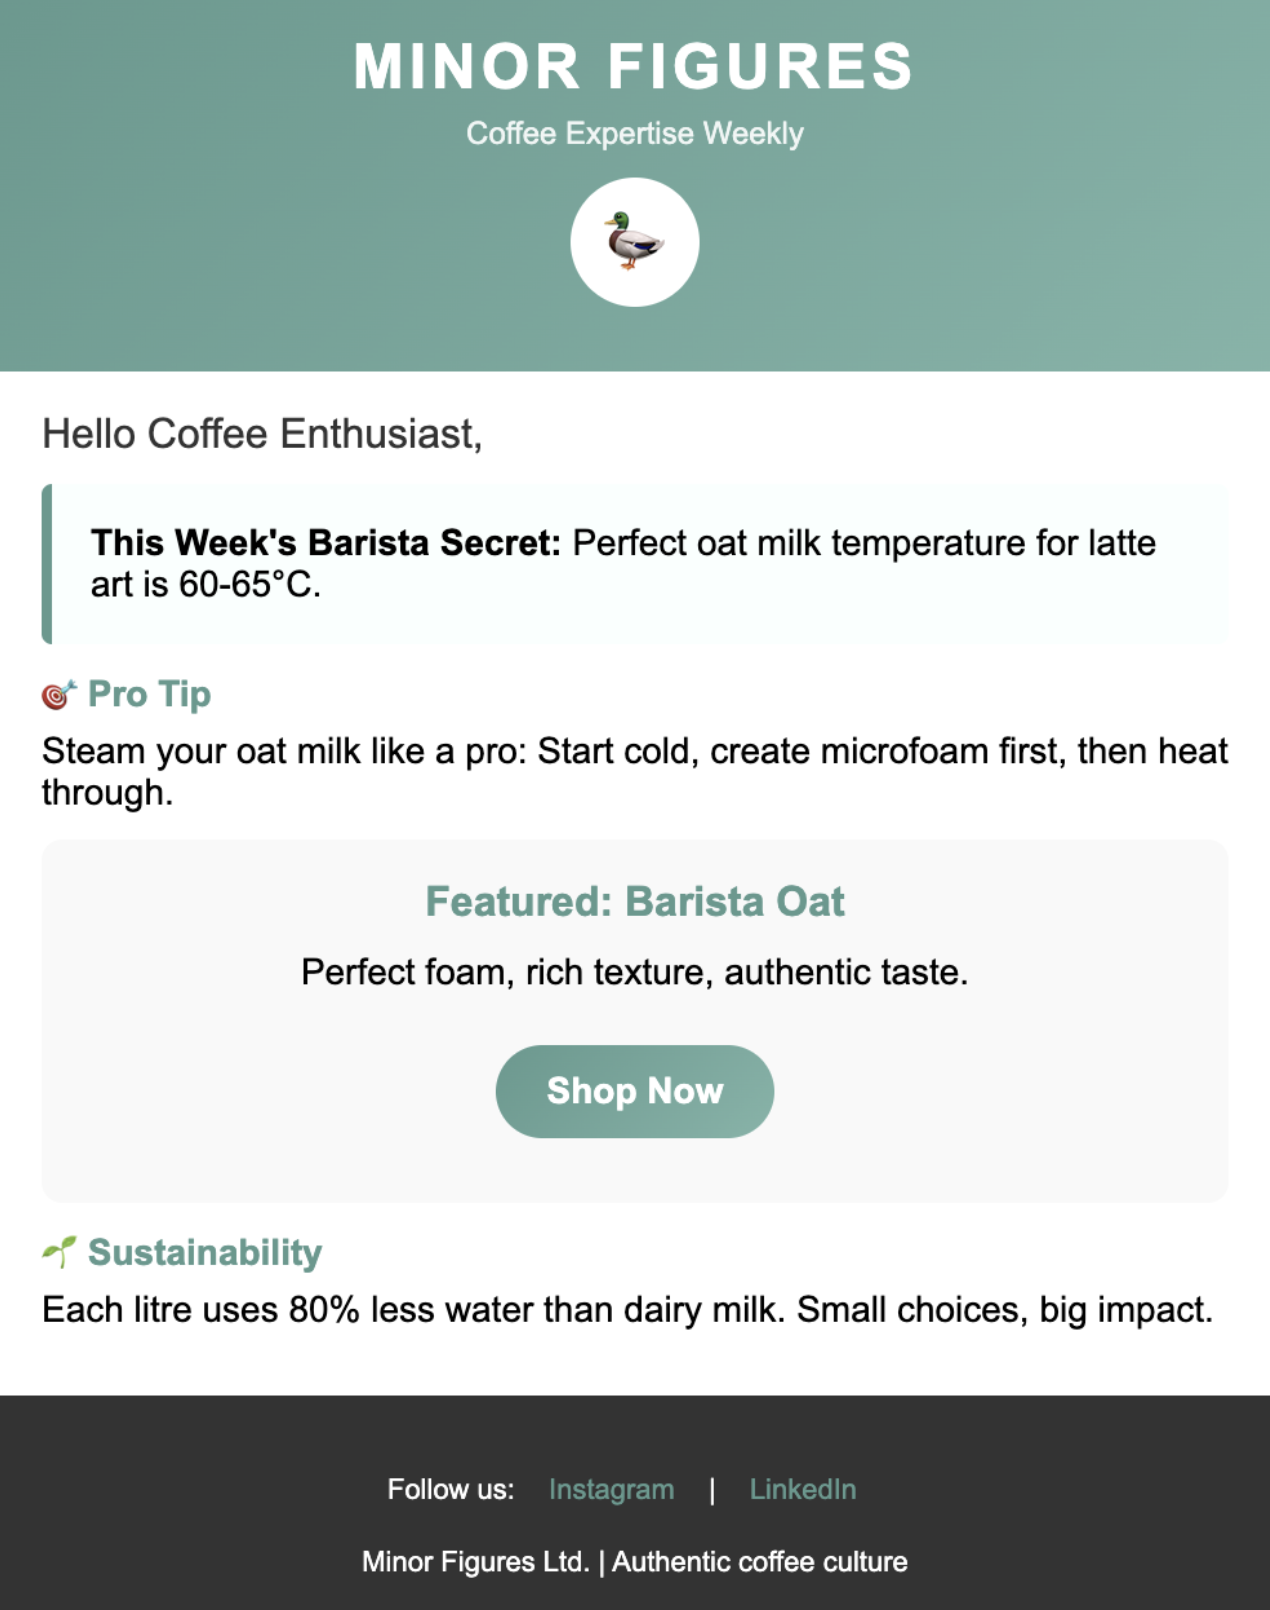 MINOR FIGURES
Coffee Expertise Weekly
Hello Coffee Enthusiast,
This Week's Barista Secret: Perfect oat milk temperature for latte
art is 60-65°C.
🎯 Pro Tip
Steam your oat milk like a pro: Start cold, create microfoam first, then heat
through.
Featured: Barista Oat
Perfect foam, rich texture, authentic taste.
Shop Now
🌱 Sustainability
Each litre uses 80% less water than dairy milk. Small choices, big impact.
Follow us: Instagram | LinkedIn
Minor Figures Ltd. | Authentic coffee culture